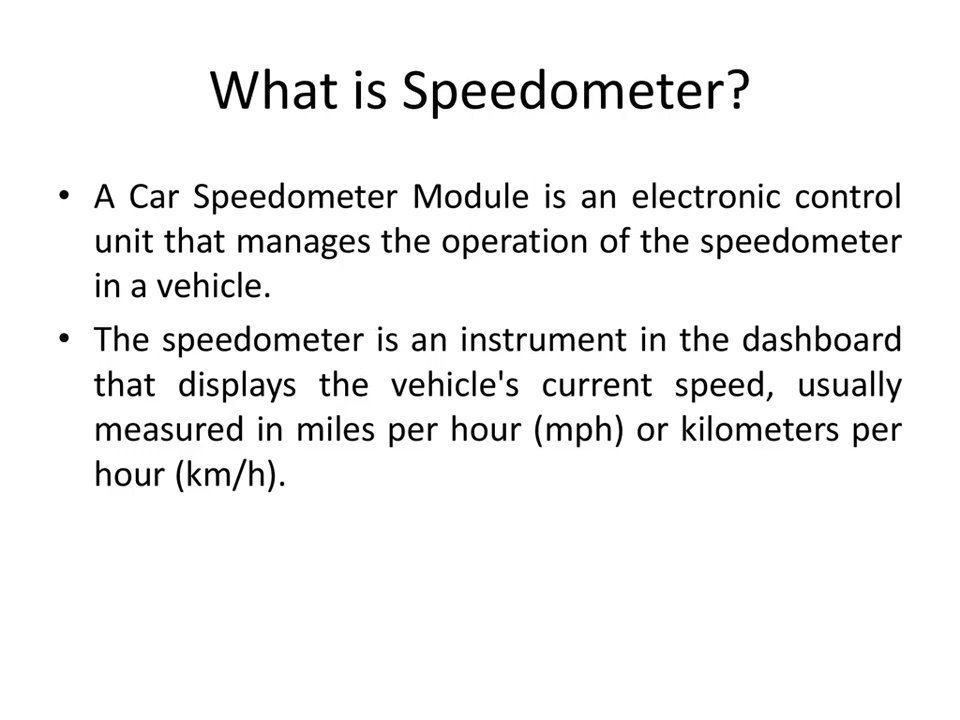 What is Speedometer?
• A Car Speedometer Module is an electronic control
unit that manages the operation of the speedometer
in a vehicle.
• The speedometer is an instrument in the dashboard
that displays the vehicle's current speed, usually
measured in miles per hour (mph) or kilometers per
hour (km/h).